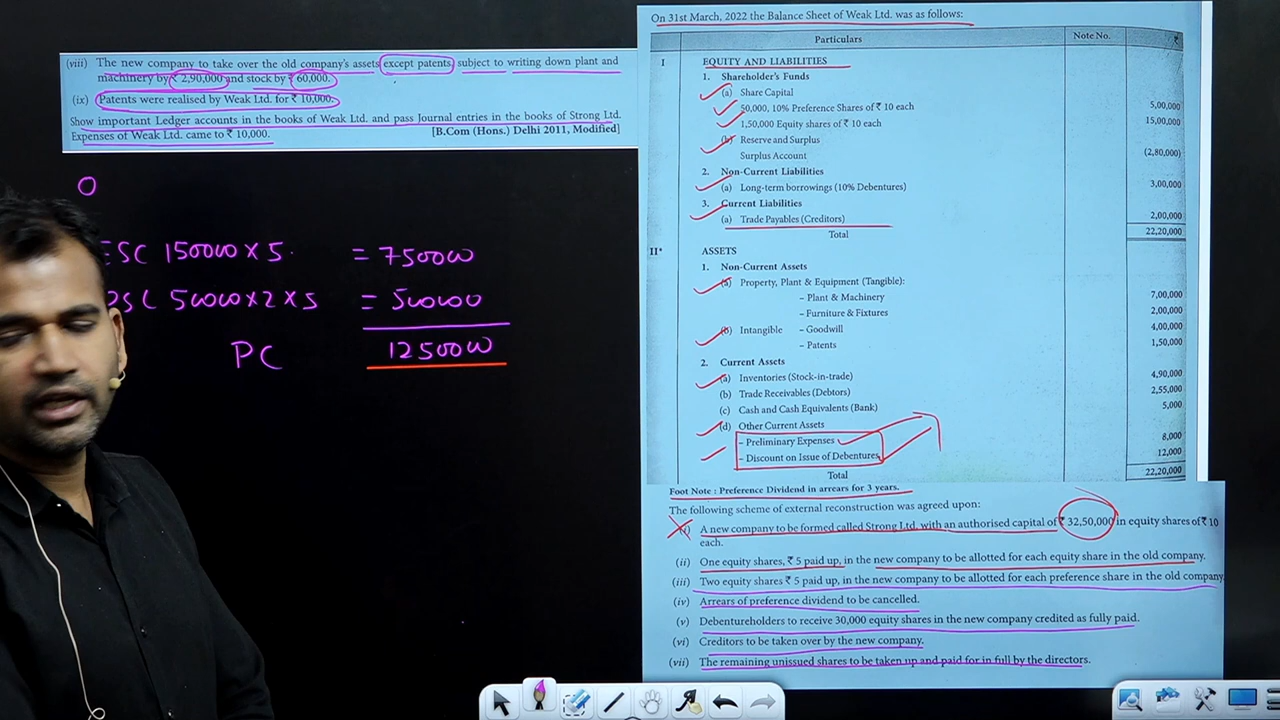 (viii) The new company to take over the old company's assets except patents subject to writing down plant and
machinery by ₹ 2,90,000 and stock by ₹ 60,000.
(ix) Patents were realised by Weak Ltd. for ₹ 10,000.
Show important Ledger accounts in the books of Weak Ltd. and pass Journal entries in the books of Strong Ltd.
Expenses of Weak Ltd. came to ₹ 10,000. [B.Com (Hons.) Delhi 2011, Modified]
SC 150000 x 5 = 750000
SC 50000 x 2 x 5 = 500000
PC 1250000
On 31st March, 2022 the Balance Sheet of Weak Ltd. was as follows:
Particulars Note No. ₹
I EQUITY AND LIABILITIES
1. Shareholder's Funds
(a) Share Capital
50,000, 10% Preference Shares of ₹ 10 each 5,00,000
1,50,000 Equity shares of ₹ 10 each 15,00,000
(b) Reserve and Surplus
Surplus Account (2,80,000)
2. Non-Current Liabilities
(a) Long-term borrowings (10% Debentures) 3,00,000
3. Current Liabilities
(a) Trade Payables (Creditors) 2,00,000
Total 22,20,000
II* ASSETS
1. Non-Current Assets
(a) Property, Plant & Equipment (Tangible):
– Plant & Machinery 7,00,000
– Furniture & Fixtures 2,00,000
(b) Intangible – Goodwill 4,00,000
– Patents 1,50,000
2. Current Assets
(a) Inventories (Stock-in-trade) 4,90,000
(b) Trade Receivables (Debtors) 2,55,000
(c) Cash and Cash Equivalents (Bank) 5,000
(d) Other Current Assets
– Preliminary Expenses 8,000
– Discount on Issue of Debentures 12,000
Total 22,20,000
Foot Note : Preference Dividend in arrears for 3 years.
The following scheme of external reconstruction was agreed upon:
(i) A new company to be formed called Strong Ltd. with an authorised capital of ₹ 32,50,000 in equity shares of ₹ 10
each.
(ii) One equity shares, ₹ 5 paid up, in the new company to be allotted for each equity share in the old company.
(iii) Two equity shares ₹ 5 paid up, in the new company to be allotted for each preference share in the old company
(iv) Arrears of preference dividend to be cancelled.
(v) Debentureholders to receive 30,000 equity shares in the new company credited as fully paid.
(vi) Creditors to be taken over by the new company.
(vii) The remaining unissued shares to be taken up and paid for in full by the directors.